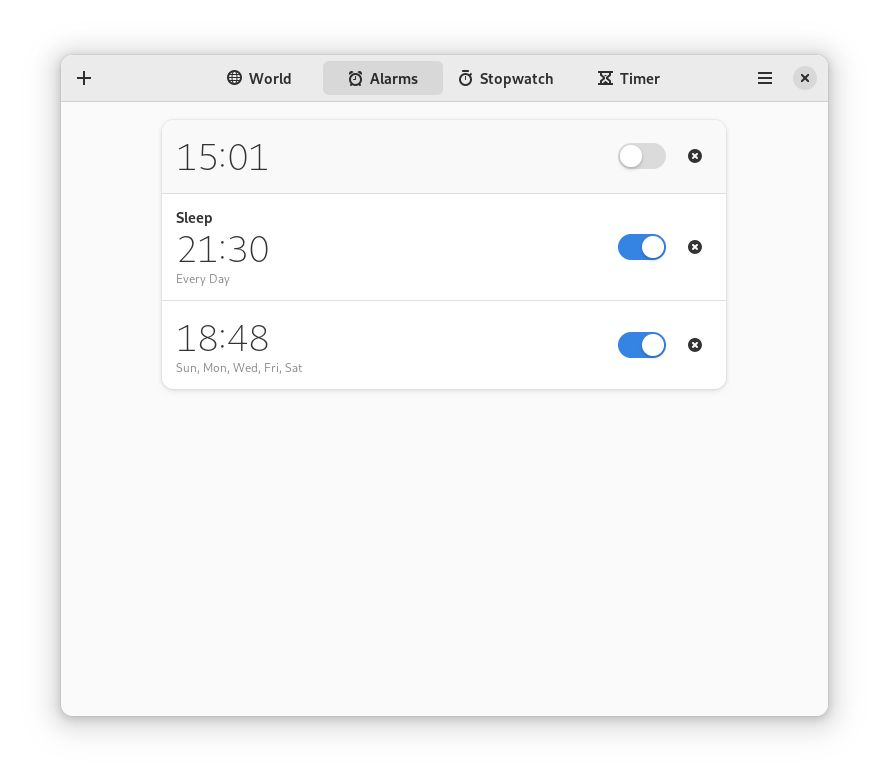 World Alarms Stopwatch Timer
15:01
Sleep
21:30
Every Day
18:48
Sun, Mon, Wed, Fri, Sat